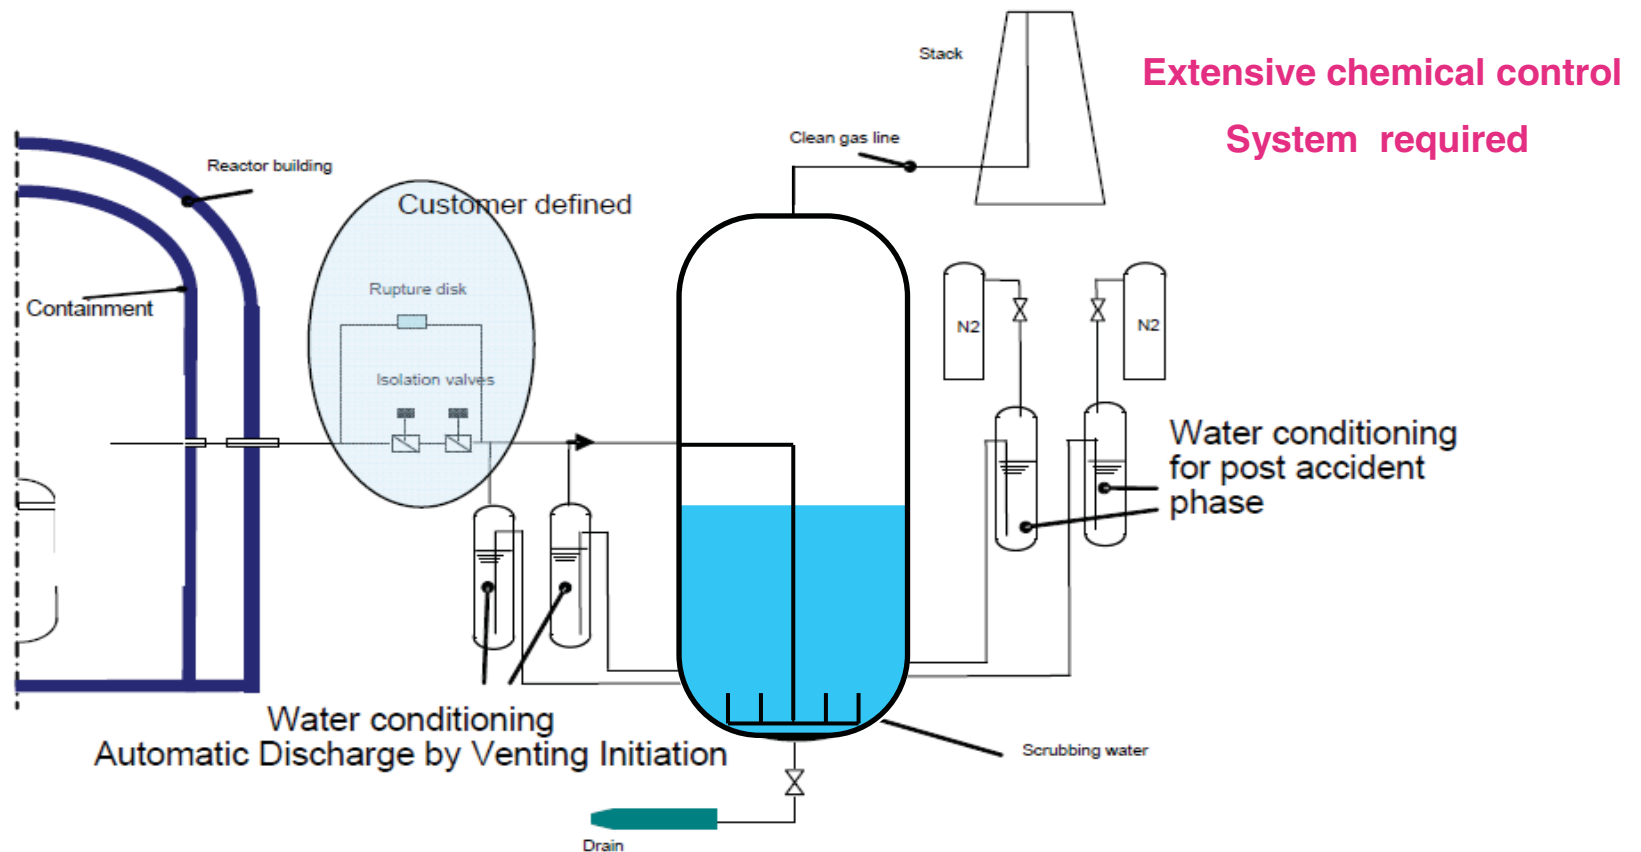 Stack
Extensive chemical control
System required
Clean gas line
Reactor building
Customer defined
Rupture disk
Containment
Isolation valves
N2
N2
Water conditioning
for post accident
phase
Water conditioning
Automatic Discharge by Venting Initiation
Scrubbing water
Drain